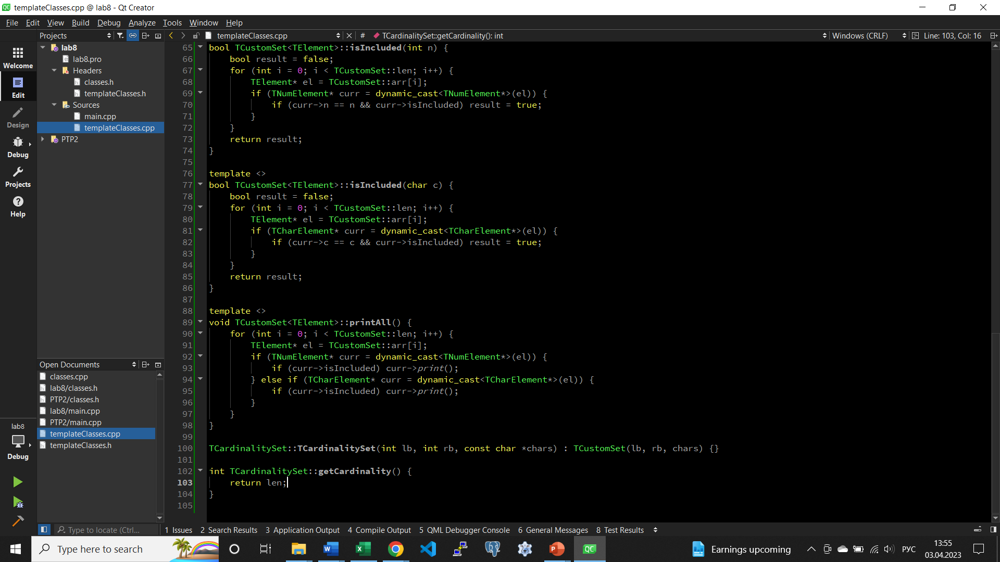 templateClasses.cpp @ lab8 - Qt Creator
File Edit View Build Debug Analyze Tools Window Help
Projects
templateClasses.cpp
# TCardinalitySet::getCardinality(): int
Windows (CRLF)
Line: 103, Col: 16
Welcome
Edit
Design
Debug
Projects
Help
lab8
lab8.pro
Headers
classes.h
templateClasses.h
Sources
main.cpp
templateClasses.cpp
PTP2
65 bool TCustomSet<TElement>::isIncluded(int n) {
66     bool result = false;
67     for (int i = 0; i < TCustomSet::len; i++) {
68         TElement* el = TCustomSet::arr[i];
69         if (TNumElement* curr = dynamic_cast<TNumElement*>(el)) {
70             if (curr->n == n && curr->isIncluded) result = true;
71         }
72     }
73     return result;
74 }
75
76 template <>
77 bool TCustomSet<TElement>::isIncluded(char c) {
78     bool result = false;
79     for (int i = 0; i < TCustomSet::len; i++) {
80         TElement* el = TCustomSet::arr[i];
81         if (TCharElement* curr = dynamic_cast<TCharElement*>(el)) {
82             if (curr->c == c && curr->isIncluded) result = true;
83         }
84     }
85     return result;
86 }
87
88 template <>
89 void TCustomSet<TElement>::printAll() {
90     for (int i = 0; i < TCustomSet::len; i++) {
91         TElement* el = TCustomSet::arr[i];
92         if (TNumElement* curr = dynamic_cast<TNumElement*>(el)) {
93             if (curr->isIncluded) curr->print();
94         } else if (TCharElement* curr = dynamic_cast<TCharElement*>(el)) {
95             if (curr->isIncluded) curr->print();
96         }
97     }
98 }
99
100 TCardinalitySet::TCardinalitySet(int lb, int rb, const char *chars) : TCustomSet(lb, rb, chars) {}
101
102 int TCardinalitySet::getCardinality() {
103     return len;
104 }
105
Open Documents
classes.cpp
lab8/classes.h
PTP2/classes.h
lab8/main.cpp
PTP2/main.cpp
templateClasses.cpp
templateClasses.h
lab8
Debug
Type to locate (Ctrl...
1 Issues 2 Search Results 3 Application Output 4 Compile Output 5 QML Debugger Console 6 General Messages 8 Test Results
Type here to search
Earnings upcoming
РУС
13:55
03.04.2023